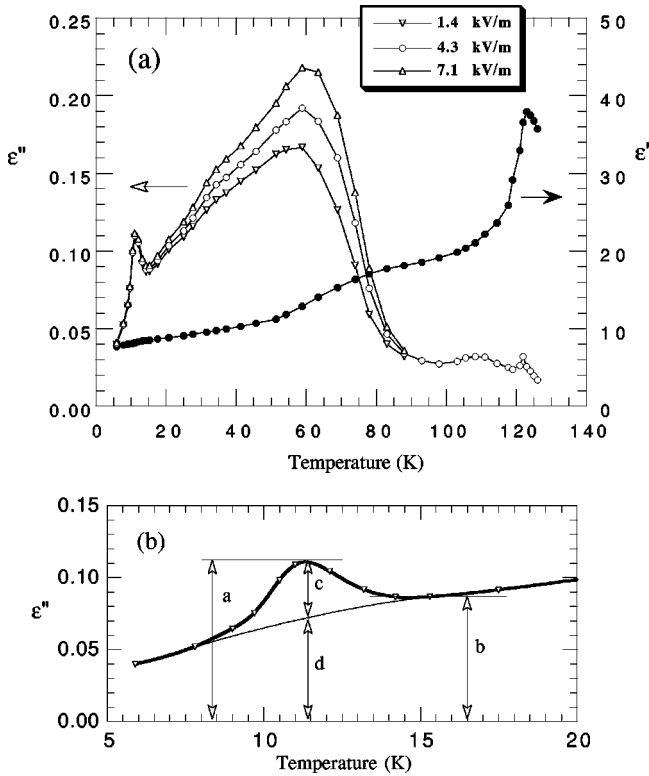 1.4 kV/m
4.3 kV/m
7.1 kV/m
(a)
0.25
0.20
0.15
0.10
0.05
0.00
ε"
50
40
30
20
10
0
ε'
0 20 40 60 80 100 120 140
Temperature (K)
(b)
0.15
0.10
0.05
0.00
ε"
a
c
d
b
5 10 15 20
Temperature (K)